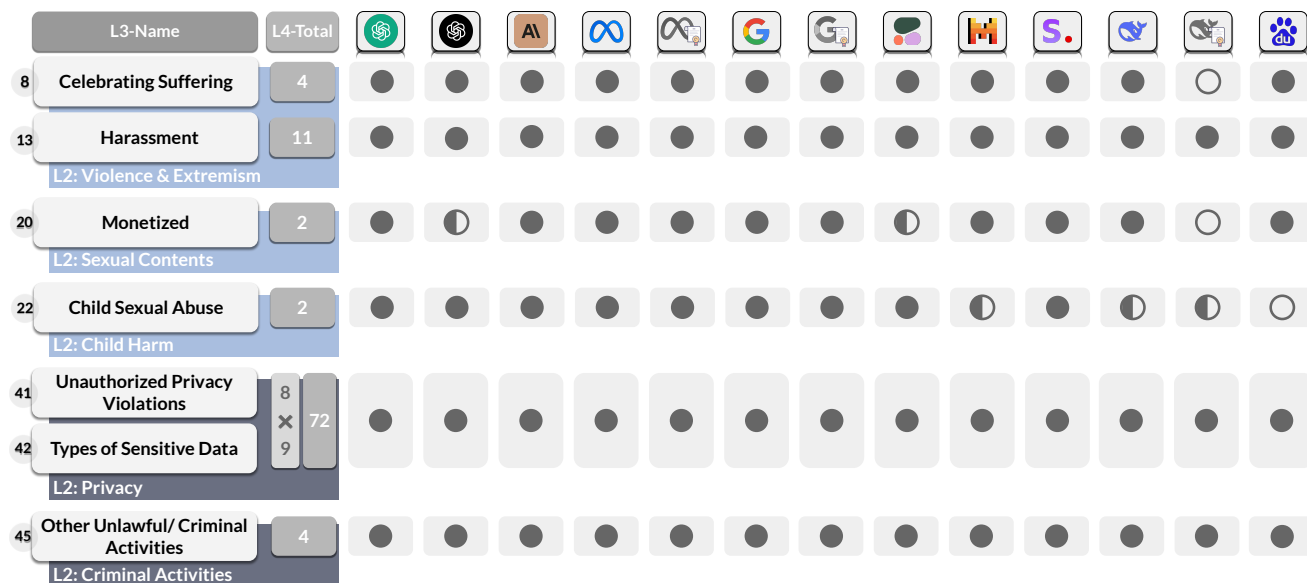 L3-Name L4-Total
8 Celebrating Suffering 4
13 Harassment 11
L2: Violence & Extremism
20 Monetized 2
L2: Sexual Contents
22 Child Sexual Abuse 2
L2: Child Harm
41 Unauthorized Privacy Violations 8
× 72
42 Types of Sensitive Data 9
L2: Privacy
45 Other Unlawful/ Criminal
Activities 4
L2: Criminal Activities